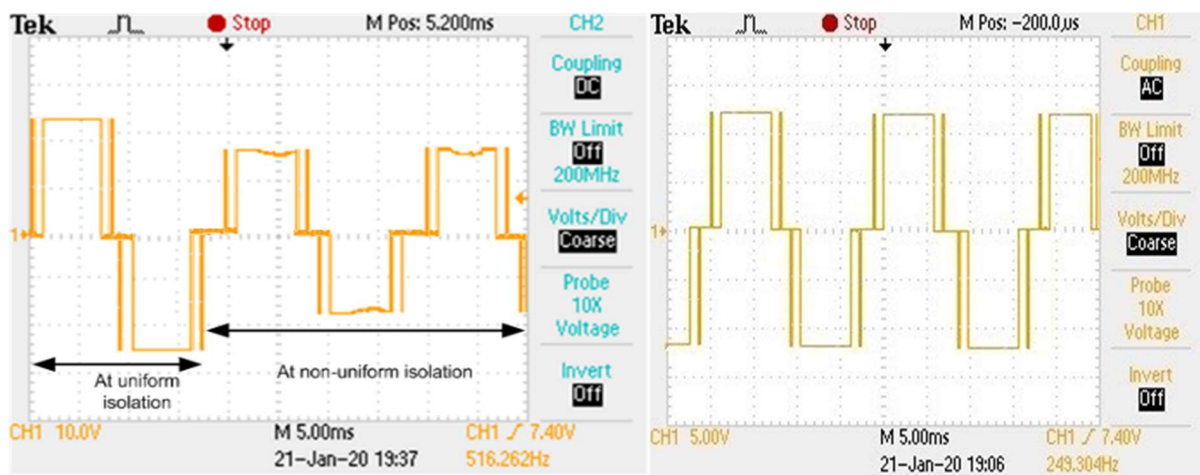 Tek Stop M Pos: 5.200ms CH2
Coupling
DC
BW Limit
Off
200MHz
Volts/Div
Coarse
Probe
10X
Voltage
Invert
Off
1
At uniform
isolation
At non-uniform isolation
CH1 10.0V M 5.00ms CH1 7.40V
21-Jan-20 19:37 516.262Hz
Tek Stop M Pos: -200.0µs CH1
Coupling
AC
BW Limit
Off
200MHz
Volts/Div
Coarse
Probe
10X
Voltage
Invert
Off
1
CH1 5.00V M 5.00ms CH1 7.40V
21-Jan-20 19:06 249.304Hz